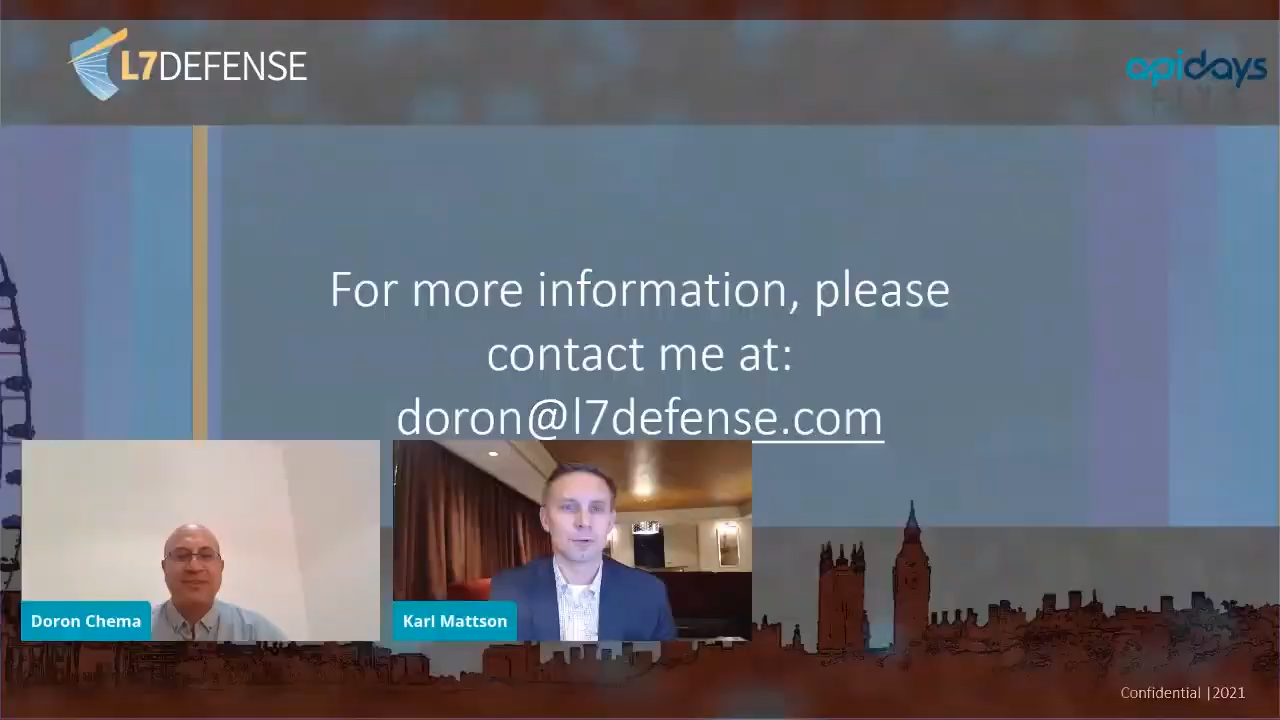 L7DEFENSE
apidays
For more information, please
contact me at:
doron@l7defense.com
Doron Chema
Karl Mattson
Confidential |2021